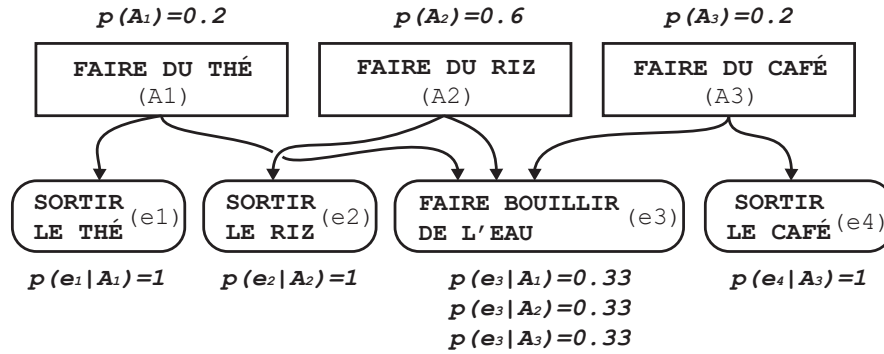 p(A₁)=0.2 p(A₂)=0.6 p(A₃)=0.2
FAIRE DU THÉ FAIRE DU RIZ FAIRE DU CAFÉ
(A1) (A2) (A3)
SORTIR SORTIR FAIRE BOUILLIR SORTIR
(e1) (e2) (e3) (e4)
LE THÉ LE RIZ DE L'EAU LE CAFÉ
p(e₁|A₁)=1 p(e₂|A₂)=1 p(e₃|A₁)=0.33 p(e₄|A₃)=1
p(e₃|A₂)=0.33
p(e₃|A₃)=0.33